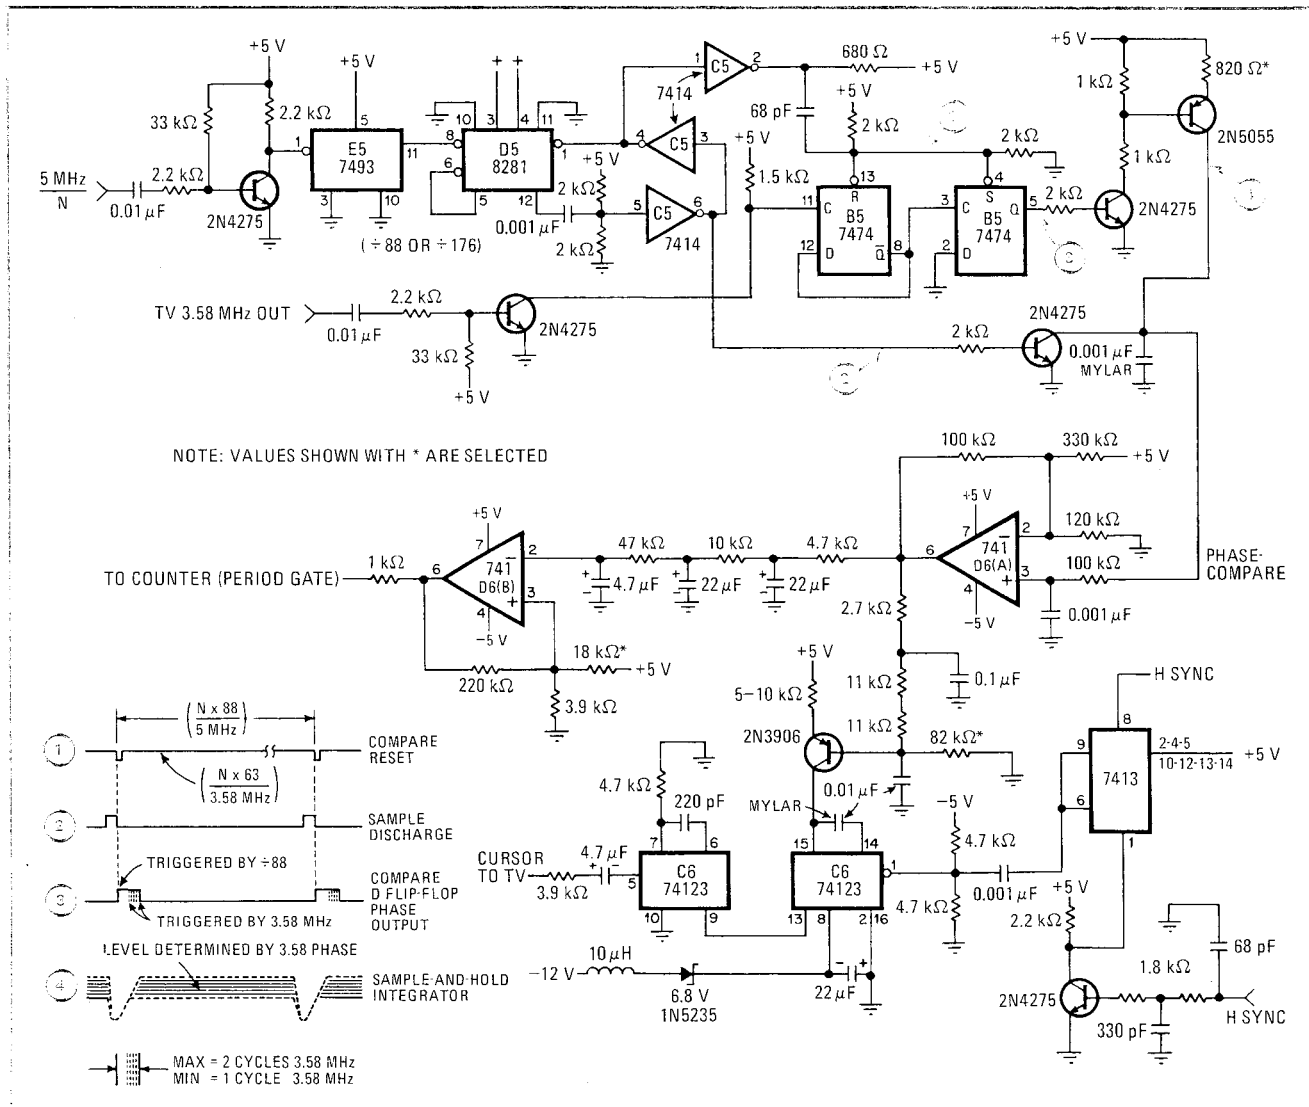 +5 V
33 kΩ
2.2 kΩ
5 MHz
N
0.01 µF
2.2 kΩ
2N4275
+5 V
1
5
E5
7493
11
3
10
(÷88 OR ÷176)
+ +
10
3
4
11
8
D5
8281
1
6
5
12
0.001 µF
1
C5
2
7414
4
C5
3
+5 V
2 kΩ
5
C5
6
7414
2 kΩ
680 Ω
+5 V
68 pF
+5 V
2 kΩ
1.5 kΩ
13
R
11
C
B5
7474
12
D
Q
8
2 kΩ
4
S
3
C
Q
5
B5
7474
2
D
2 kΩ
+5 V
1 kΩ
820 Ω*
2N5055
1 kΩ
2N4275
1
3
4
TV 3.58 MHz OUT
0.01 µF
2.2 kΩ
33 kΩ
+5 V
2N4275
2
2 kΩ
2N4275
0.001 µF
MYLAR
NOTE: VALUES SHOWN WITH * ARE SELECTED
100 kΩ
330 kΩ
+5 V
+5 V
7
2
741
D6(A)
6
3
4
−5 V
120 kΩ
100 kΩ
0.001 µF
PHASE-
COMPARE
TO COUNTER (PERIOD GATE)
1 kΩ
+5 V
7
2
6
741
D6(B)
3
4
−5 V
47 kΩ
10 kΩ
4.7 kΩ
4.7 µF
22 µF
22 µF
220 kΩ
18 kΩ*
+5 V
3.9 kΩ
2.7 kΩ
0.1 µF
11 kΩ
11 kΩ
82 kΩ*
+5 V
5–10 kΩ
2N3906
0.01 µF
MYLAR
4.7 kΩ
220 pF
7
6
CURSOR
TO TV
3.9 kΩ
4.7 µF
5
C6
74123
10
9
15
14
C6
74123
1
13
8
2
16
−5 V
4.7 kΩ
4.7 kΩ
0.001 µF
−12 V
10 µH
6.8 V
1N5235
22 µF
H SYNC
8
9
7413
6
1
2-4-5
10-12-13-14
+5 V
+5 V
2.2 kΩ
2N4275
1.8 kΩ
68 pF
330 pF
H SYNC
(N x 88
5 MHz)
1
COMPARE
RESET
(N x 63
3.58 MHz)
2
SAMPLE
DISCHARGE
TRIGGERED BY ÷88
3
COMPARE
D FLIP-FLOP
PHASE
OUTPUT
TRIGGERED BY 3.58 MHz
LEVEL DETERMINED BY 3.58 PHASE
4
SAMPLE-AND-HOLD
INTEGRATOR
MAX = 2 CYCLES 3.58 MHz
MIN = 1 CYCLE 3.58 MHz